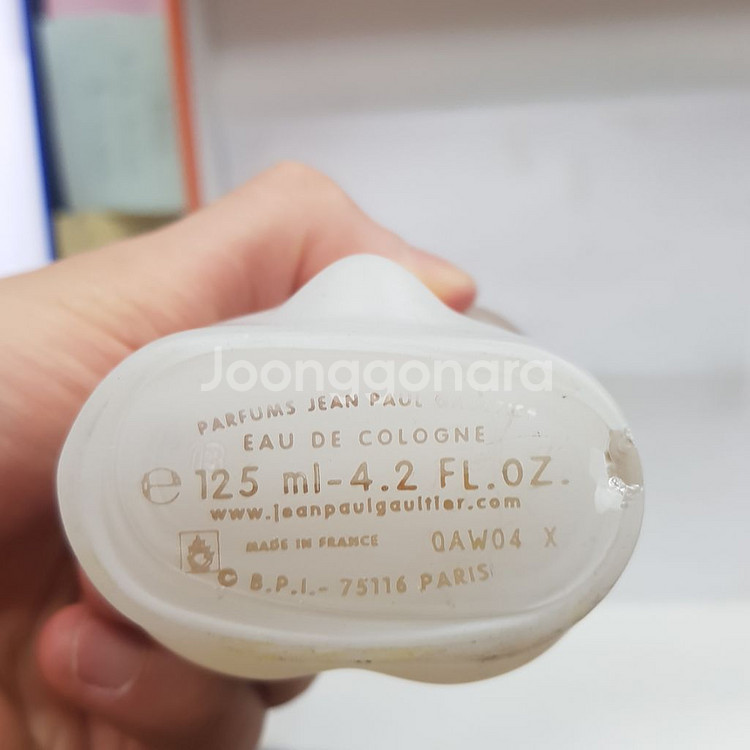 Joonggonara
PARFUMS JEAN PAUL
EAU DE COLOGNE
℮ 125 ml-4.2 FL.OZ.
www.jeanpaulgaultier.com
MADE IN FRANCE 0AW04 X
© B.P.I.- 75116 PARIS